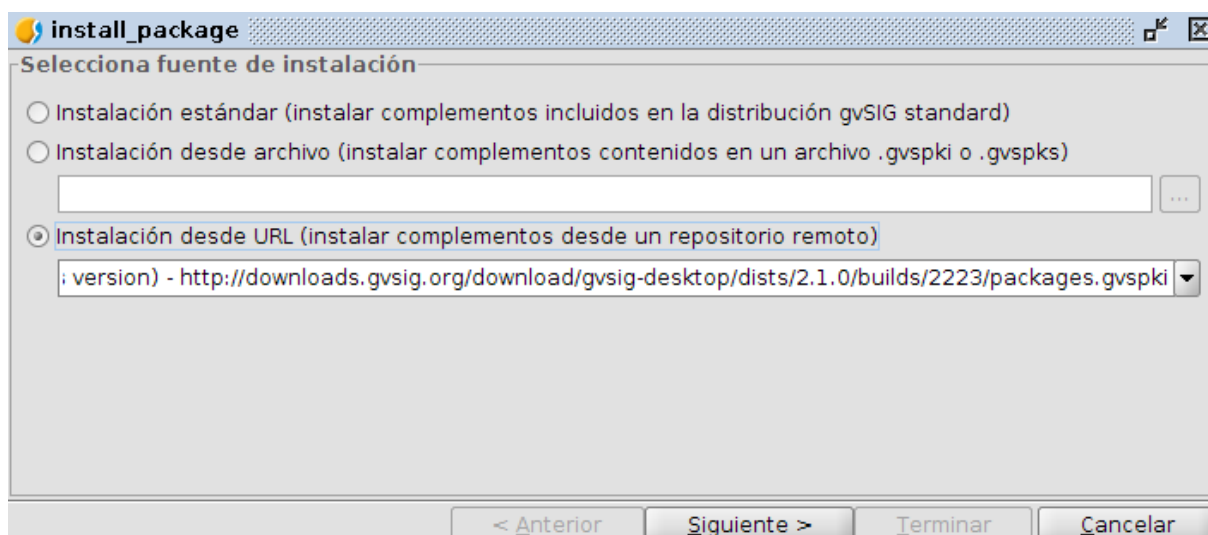 install_package
Selecciona fuente de instalación
Instalación estándar (instalar complementos incluidos en la distribución gvSIG standard)
Instalación desde archivo (instalar complementos contenidos en un archivo .gvspki o .gvspks)
...
Instalación desde URL (instalar complementos desde un repositorio remoto)
version) - http://downloads.gvsig.org/download/gvsig-desktop/dists/2.1.0/builds/2223/packages.gvspki
< Anterior Siguiente > Terminar Cancelar